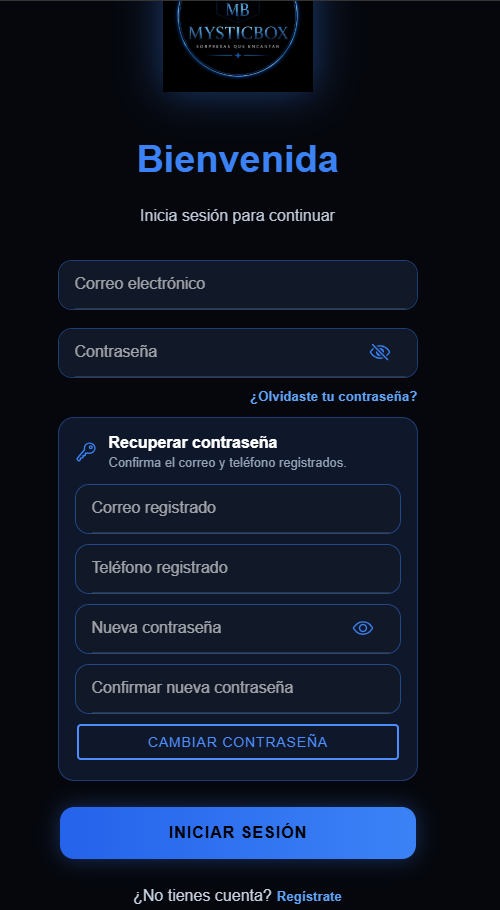 MB
MYSTICBOX
SORPRESAS QUE ENCANTAN
Bienvenida
Inicia sesión para continuar
Correo electrónico
Contraseña
¿Olvidaste tu contraseña?
Recuperar contraseña
Confirma el correo y teléfono registrados.
Correo registrado
Teléfono registrado
Nueva contraseña
Confirmar nueva contraseña
CAMBIAR CONTRASEÑA
INICIAR SESIÓN
¿No tienes cuenta? Regístrate